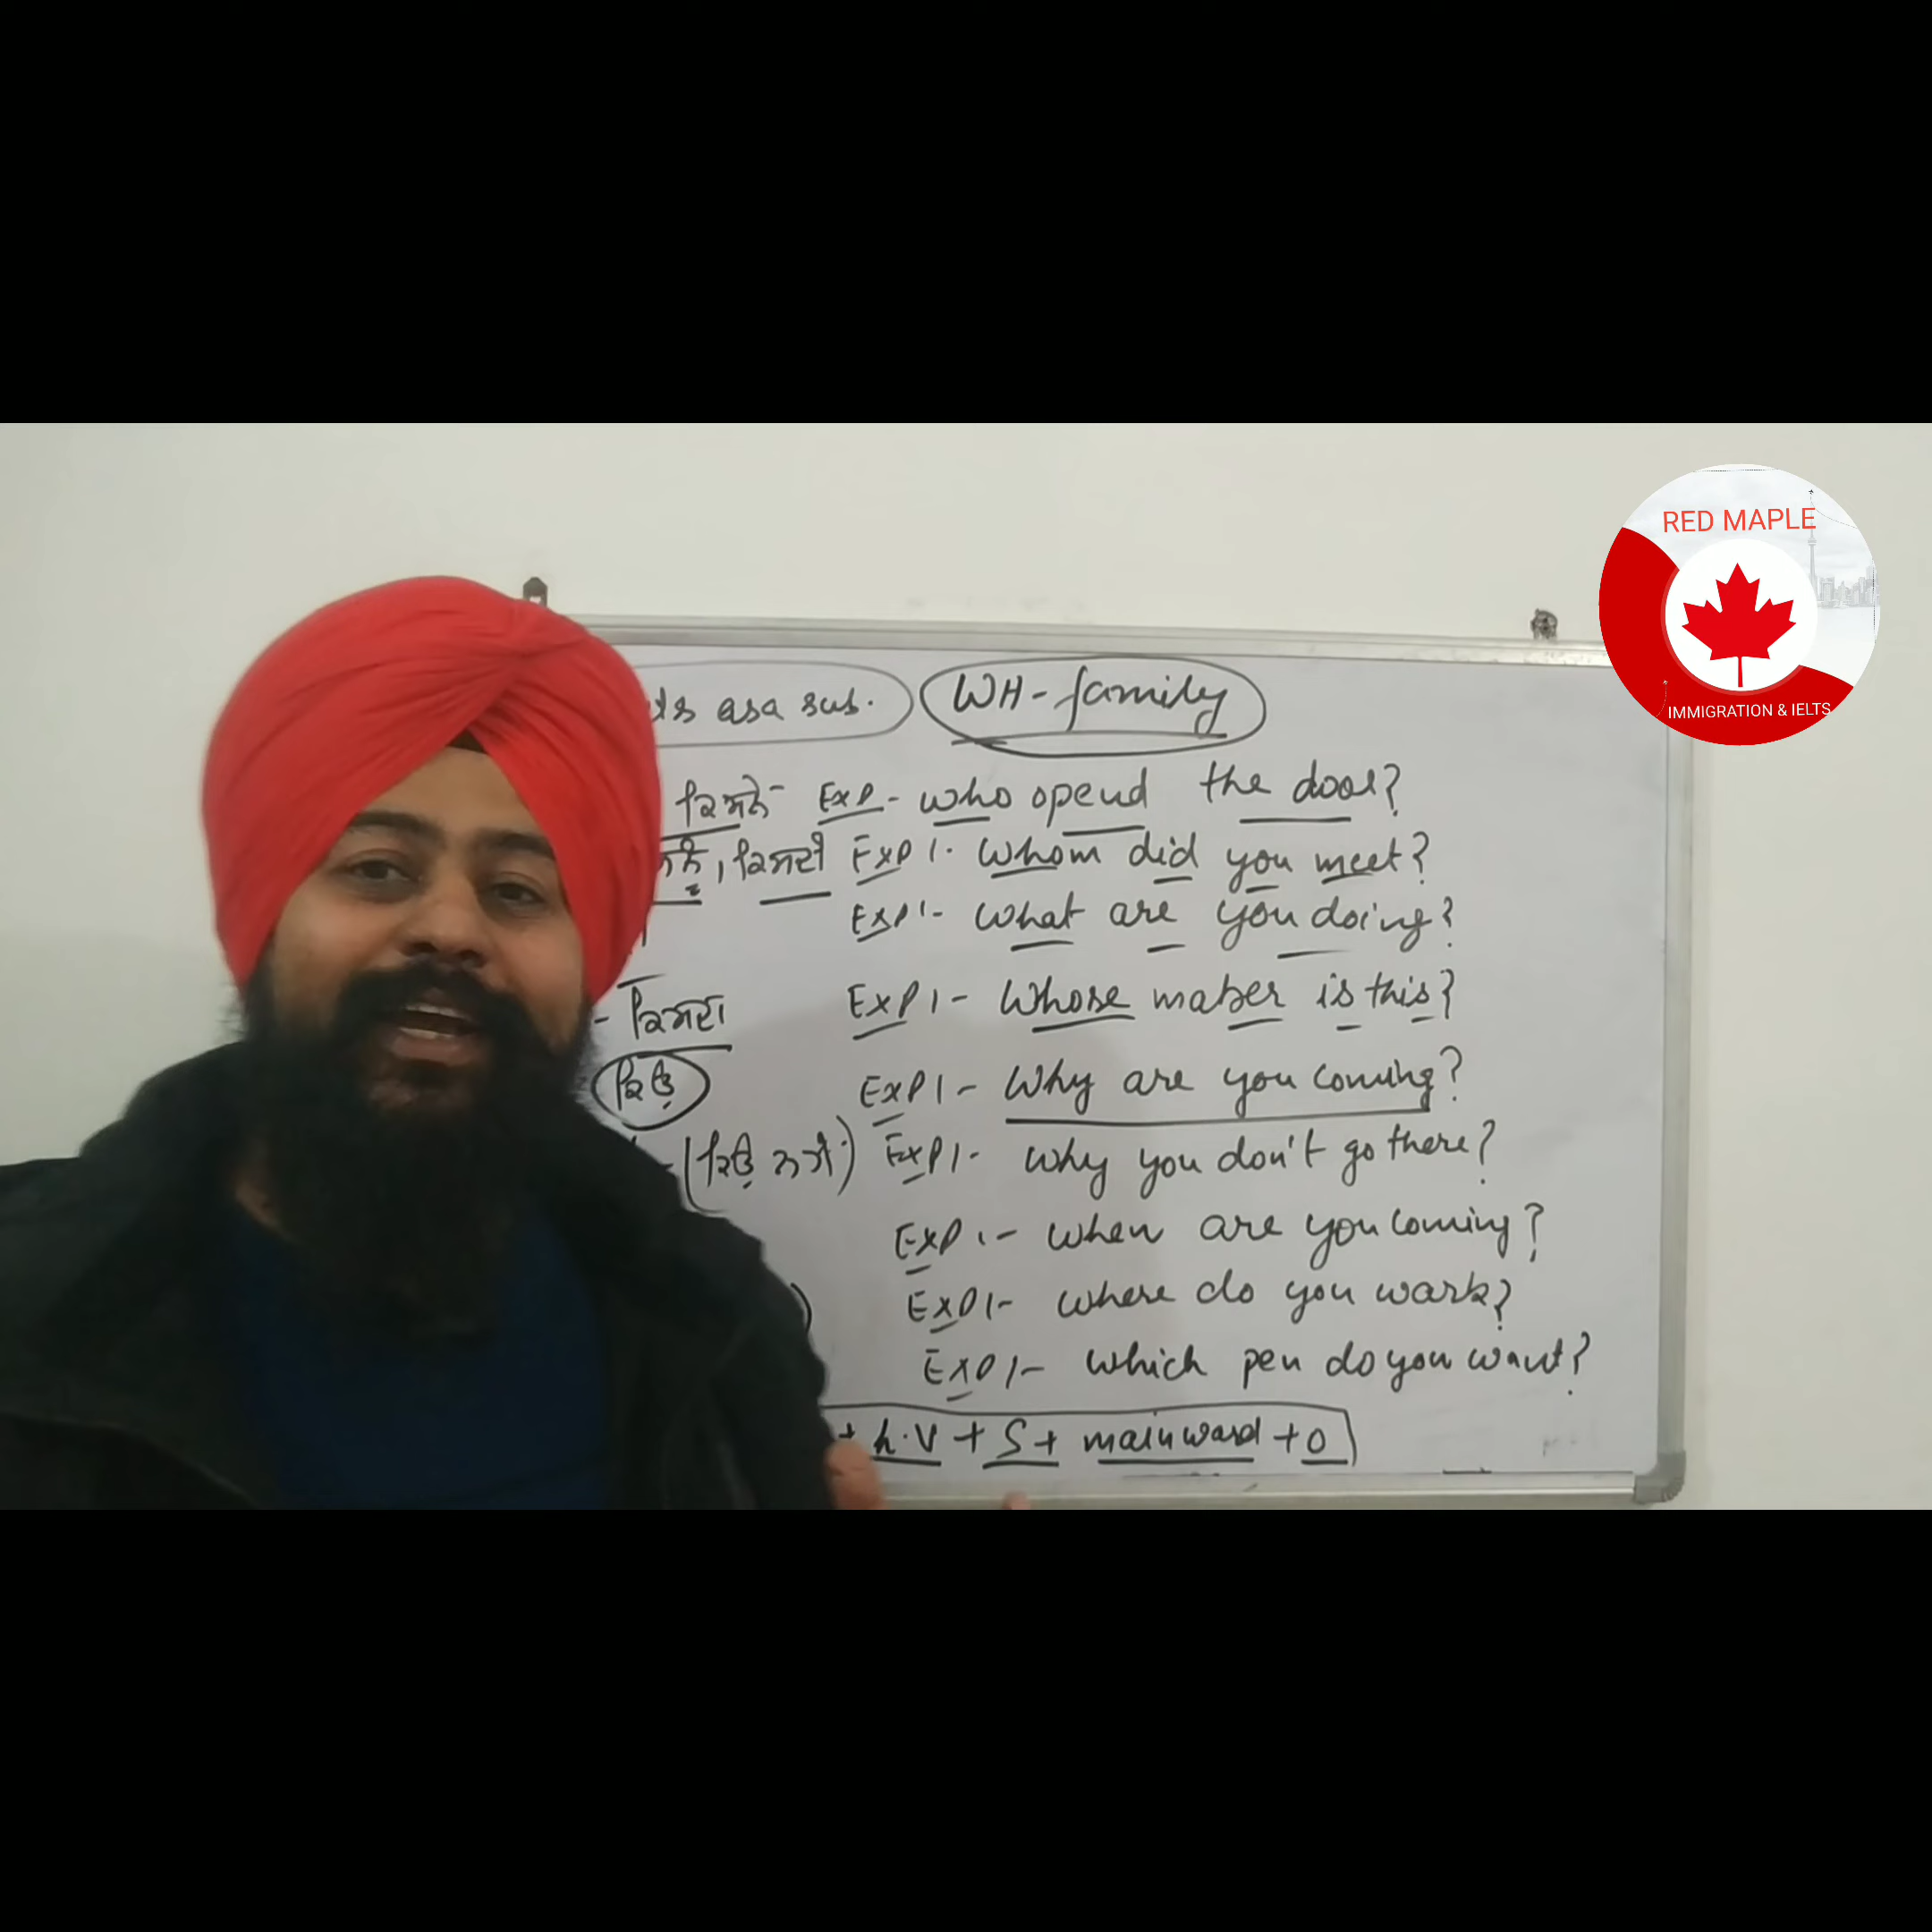 RED MAPLE
IMMIGRATION & IELTS
as a sub. WH-family
ਕਿਸਨੇ - Exp - who opend the door?
ਨੂੰ, ਕਿਸਦੀ Exp 1- Whom did you meet?
Exp 1- What are you doing?
- ਕਿਸਦਾ Exp 1- Whose is this?
ਕਿਉਂ Exp 1- Why are you coming?
- (ਕਿਉਂ ਨਹੀਂ) Exp 1- Why you don't go there?
Exp 1- When are you coming?
Exp 1- where do you work?
Exp 1- Which pen do you want?
+ h.V + S + main word + O